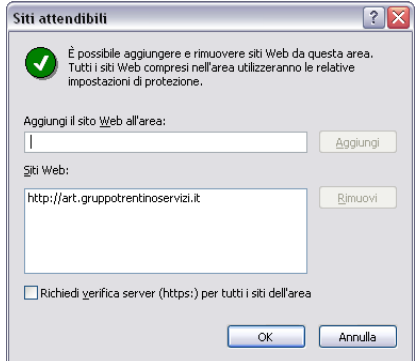 Siti attendibili
È possibile aggiungere e rimuovere siti Web da questa area.
Tutti i siti Web compresi nell'area utilizzeranno le relative
impostazioni di protezione.
Aggiungi il sito Web all'area:
Aggiungi
Siti Web:
http://art.gruppotrentinoservizi.it
Rimuovi
Richiedi verifica server (https:) per tutti i siti dell'area
OK
Annulla